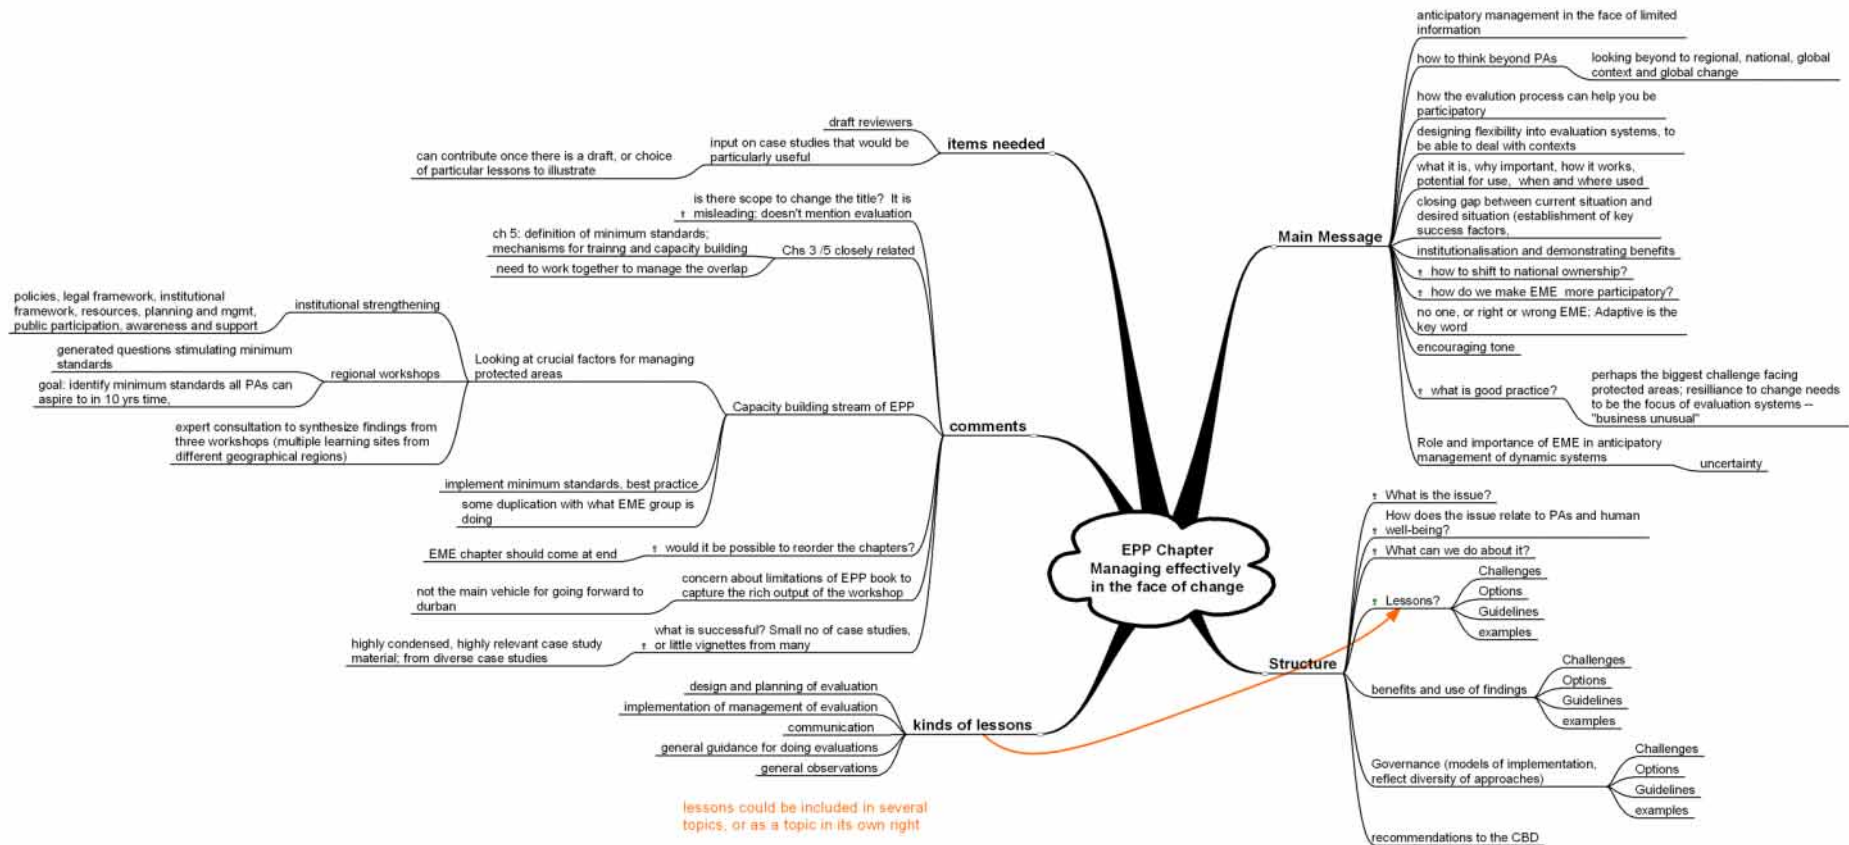 EPP Chapter
Managing effectively
in the face of change
items needed
draft reviewers
input on case studies that would be
particularly useful
can contribute once there is a draft, or choice
of particular lessons to illustrate
comments
is there scope to change the title? It is
misleading; doesn't mention evaluation
Chs 3 /5 closely related
ch 5: definition of minimum standards;
mechanisms for trainng and capacity building
need to work together to manage the overlap
Capacity building stream of EPP
Looking at crucial factors for managing
protected areas
institutional strengthening
policies, legal framework, institutional
framework, resources, planning and mgmt,
public participation, awareness and support
regional workshops
generated questions stimulating minimum
standards
goal: identify minimum standards all PAs can
aspire to in 10 yrs time,
expert consultation to synthesize findings from
three workshops (multiple learning sites from
different geographical regions)
implement minimum standards, best practice
some duplication with what EME group is
doing
would it be possible to reorder the chapters?
EME chapter should come at end
concern about limitations of EPP book to
capture the rich output of the workshop
not the main vehicle for going forward to
durban
what is successful? Small no of case studies,
or little vignettes from many
highly condensed, highly relevant case study
material; from diverse case studies
kinds of lessons
design and planning of evaluation
implementation of management of evaluation
communication
general guidance for doing evaluations
general observations
lessons could be included in several
topics, or as a topic in its own right
Main Message
anticipatory management in the face of limited
information
how to think beyond PAs
looking beyond to regional, national, global
context and global change
how the evalution process can help you be
participatory
designing flexibility into evaluation systems, to
be able to deal with contexts
what it is, why important, how it works,
potential for use, when and where used
closing gap between current situation and
desired situation (establishment of key
success factors,
institutionalisation and demonstrating benefits
how to shift to national ownership?
how do we make EME more participatory?
no one, or right or wrong EME; Adaptive is the
key word
encouraging tone
what is good practice?
perhaps the biggest challenge facing
protected areas; resilliance to change needs
to be the focus of evaluation systems --
"business unusual"
Role and importance of EME in anticipatory
management of dynamic systems
uncertainty
Structure
What is the issue?
How does the issue relate to PAs and human
well-being?
What can we do about it?
Lessons?
Challenges
Options
Guidelines
examples
benefits and use of findings
Challenges
Options
Guidelines
examples
Governance (models of implementation,
reflect diversity of approaches)
Challenges
Options
Guidelines
examples
recommendations to the CBD